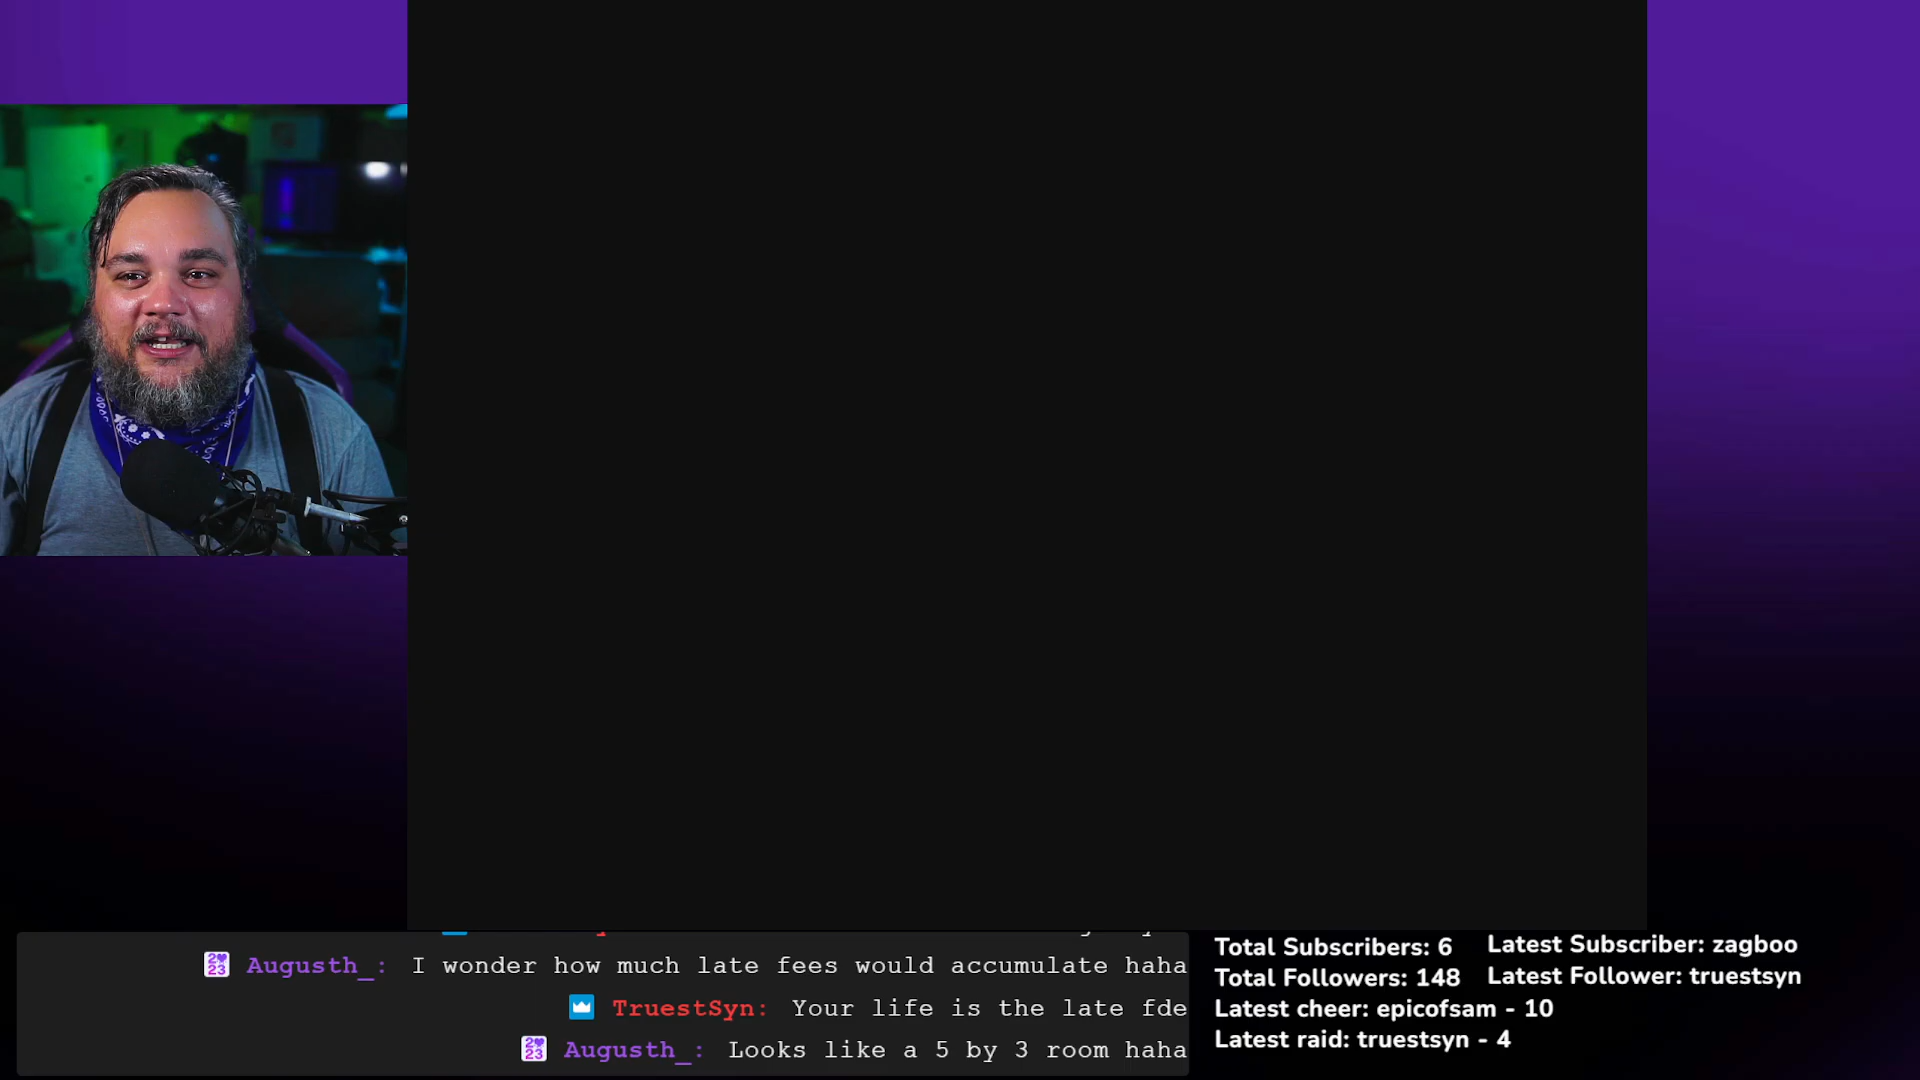 Augusth_: I wonder how much late fees would accumulate haha
TruestSyn: Your life is the late fde
Augusth_: Looks like a 5 by 3 room haha
Total Subscribers: 6
Latest Subscriber: zagboo
Total Followers: 148
Latest Follower: truestsyn
Latest cheer: epicofsam - 10
Latest raid: truestsyn - 4